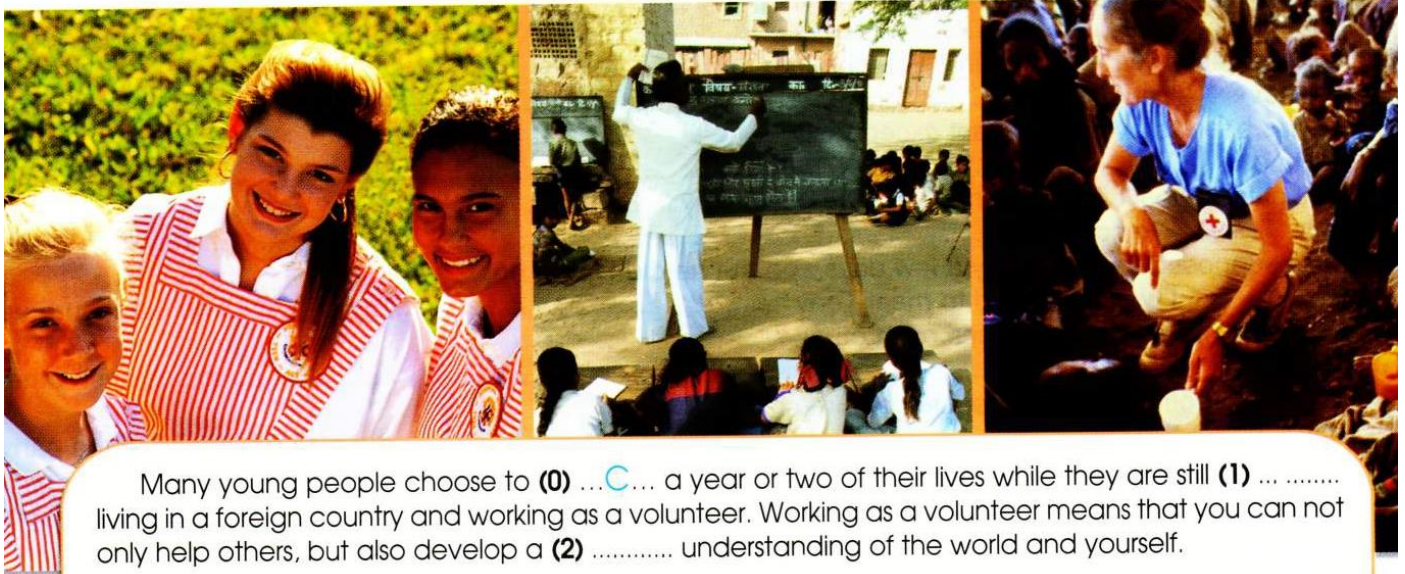 विषय-गणित
Many young people choose to (0) ...C... a year or two of their lives while they are still (1) ... .........
living in a foreign country and working as a volunteer. Working as a volunteer means that you can not
only help others, but also develop a (2) ............ understanding of the world and yourself.